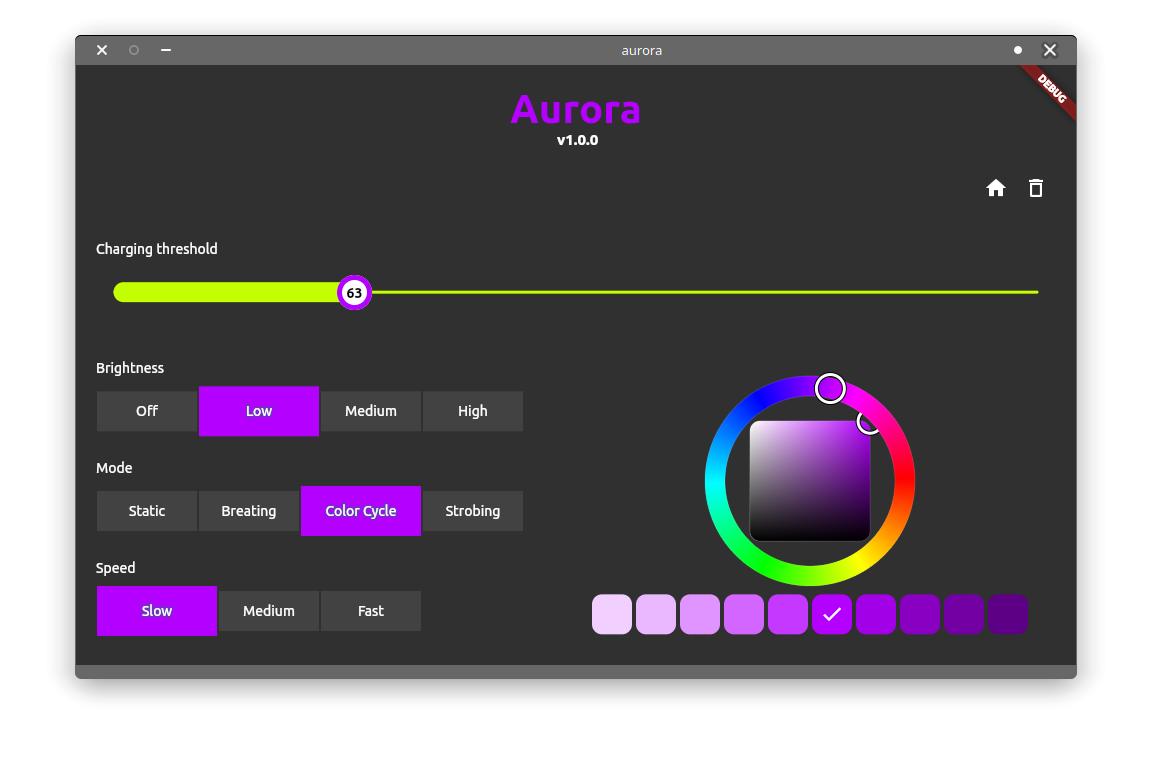 aurora
DEBUG
Aurora
v1.0.0
Charging threshold
63
Brightness
Off Low Medium High
Mode
Static Breating Color Cycle Strobing
Speed
Slow Medium Fast